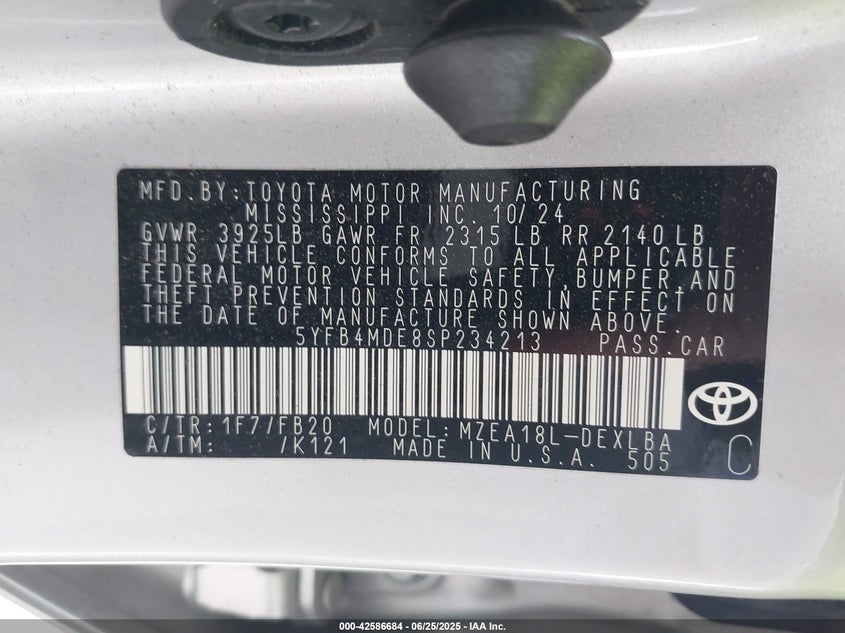 MFD.BY:TOYOTA MOTOR MANUFACTURING
MISSISSIPPI INC. 10/24
GVWR 3925LB GAWR FR 2315 LB RR 2140LB
THIS VEHICLE CONFORMS TO ALL APPLICABLE
FEDERAL MOTOR VEHICLE SAFETY,BUMPER,AND
THEFT PREVENTION STANDARDS IN EFFECT ON
THE DATE OF MANUFACTURE SHOWN ABOVE.
5YFB4MDE8SP234213 PASS.CAR
C/TR: 1F7/FB20 MODEL: MZEA18L-DEXLBA
A/TM: /K121 MADE IN U.S.A. 505
C
000-42586684 - 06/25/2025 - IAA Inc.